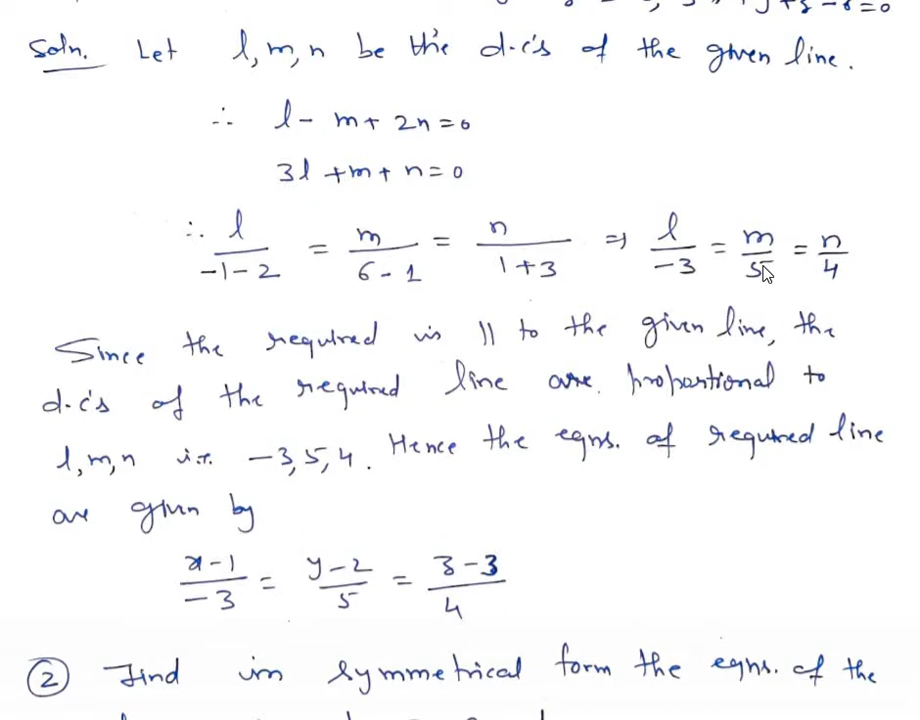 y + z - 6 = 0
Soln. Let l, m, n be the d.c's of the given line.
∴ l - m + 2n = 0
3l + m + n = 0
∴ l/(-1-2) = m/(6-1) = n/(1+3) ⇒ l/-3 = m/5 = n/4
Since the required is || to the given line, the
d.c's of the required line are proportional to
l, m, n i.e. -3, 5, 4. Hence the eqns. of required line
are given by
(x-1)/-3 = (y-2)/5 = (z-3)/4
② Find in symmetrical form the eqns. of the